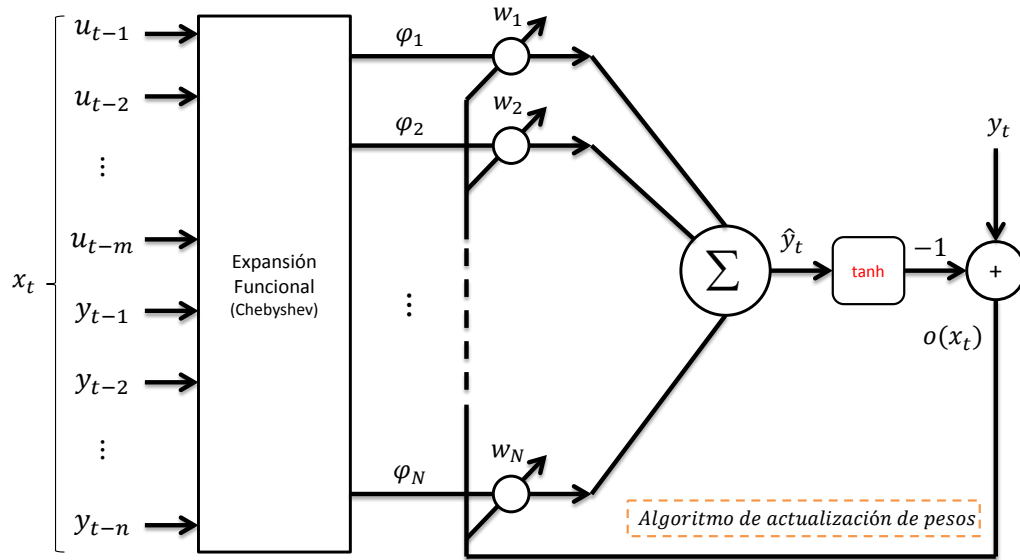 x_t
u_{t-1}
u_{t-2}
⋮
u_{t-m}
y_{t-1}
y_{t-2}
⋮
y_{t-n}
Expansión
Funcional
(Chebyshev)
φ_1
φ_2
⋮
φ_N
w_1
w_2
w_N
∑
ŷ_t
tanh
−1
y_t
+
o(x_t)
Algoritmo de actualización de pesos